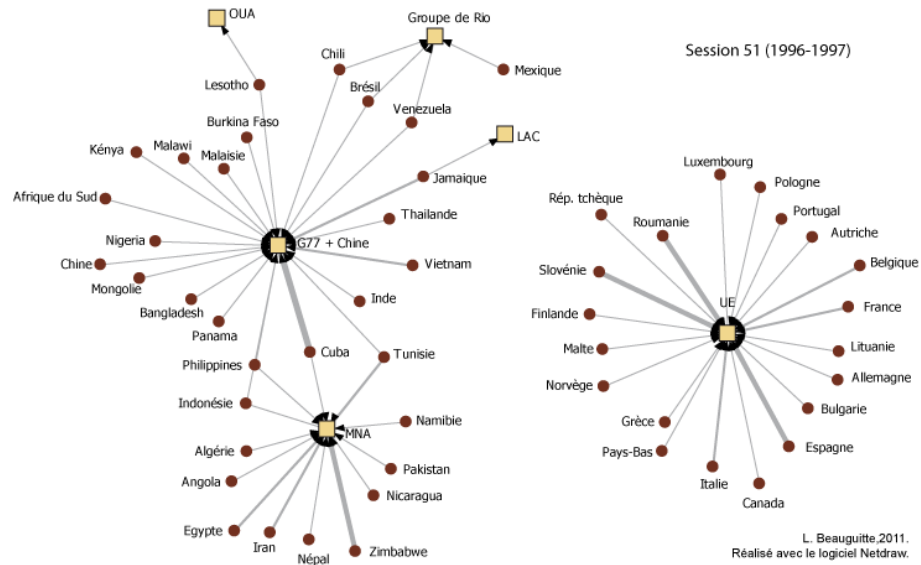 OUA
Groupe de Rio
Session 51 (1996-1997)
Chili
Mexique
Lesotho
Brésil
Venezuela
Burkina Faso
LAC
Kénya
Malawi
Malaisie
Luxembourg
Jamaique
Pologne
Afrique du Sud
Rép. tchèque
Thailande
Roumanie
Portugal
Autriche
Nigeria
G77 + Chine
Chine
Vietnam
Slovénie
Belgique
Mongolie
Inde
UE
France
Bangladesh
Finlande
Panama
Malte
Lituanie
Philippines
Cuba
Tunisie
Norvège
Allemagne
Indonésie
Bulgarie
Namibie
Grèce
MNA
Espagne
Algérie
Pays-Bas
Pakistan
Angola
Italie
Nicaragua
Canada
Egypte
Iran
Népal
Zimbabwe
L. Beauguitte,2011.
Réalisé avec le logiciel Netdraw.